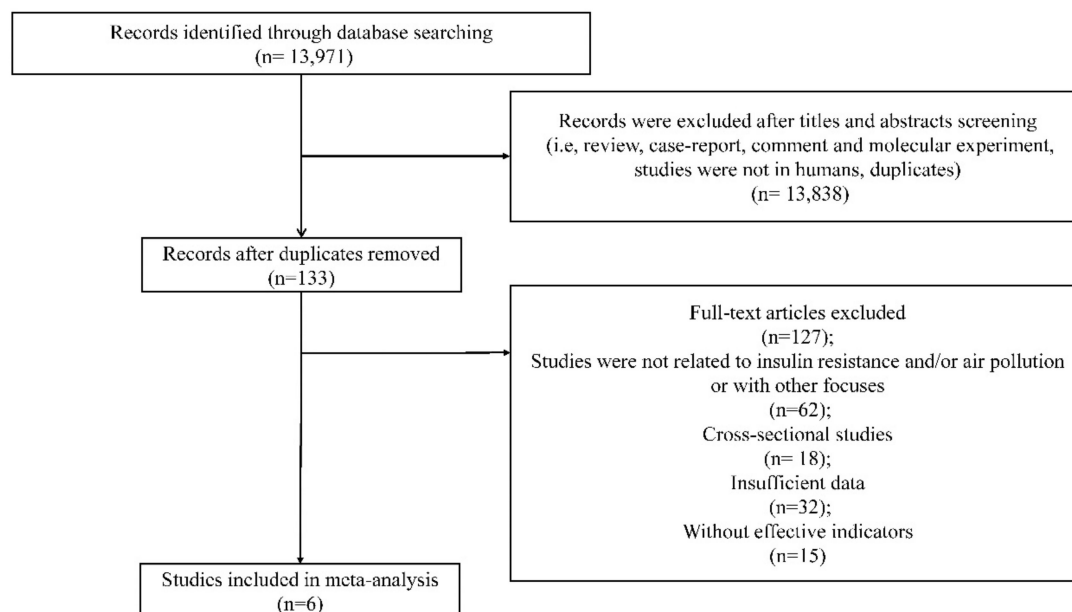 Records identified through database searching
(n= 13,971)
Records were excluded after titles and abstracts screening
(i.e, review, case-report, comment and molecular experiment,
studies were not in humans, duplicates)
(n= 13,838)
Records after duplicates removed
(n=133)
Full-text articles excluded
(n=127);
Studies were not related to insulin resistance and/or air pollution
or with other focuses
(n=62);
Cross-sectional studies
(n= 18);
Insufficient data
(n=32);
Without effective indicators
(n=15)
Studies included in meta-analysis
(n=6)